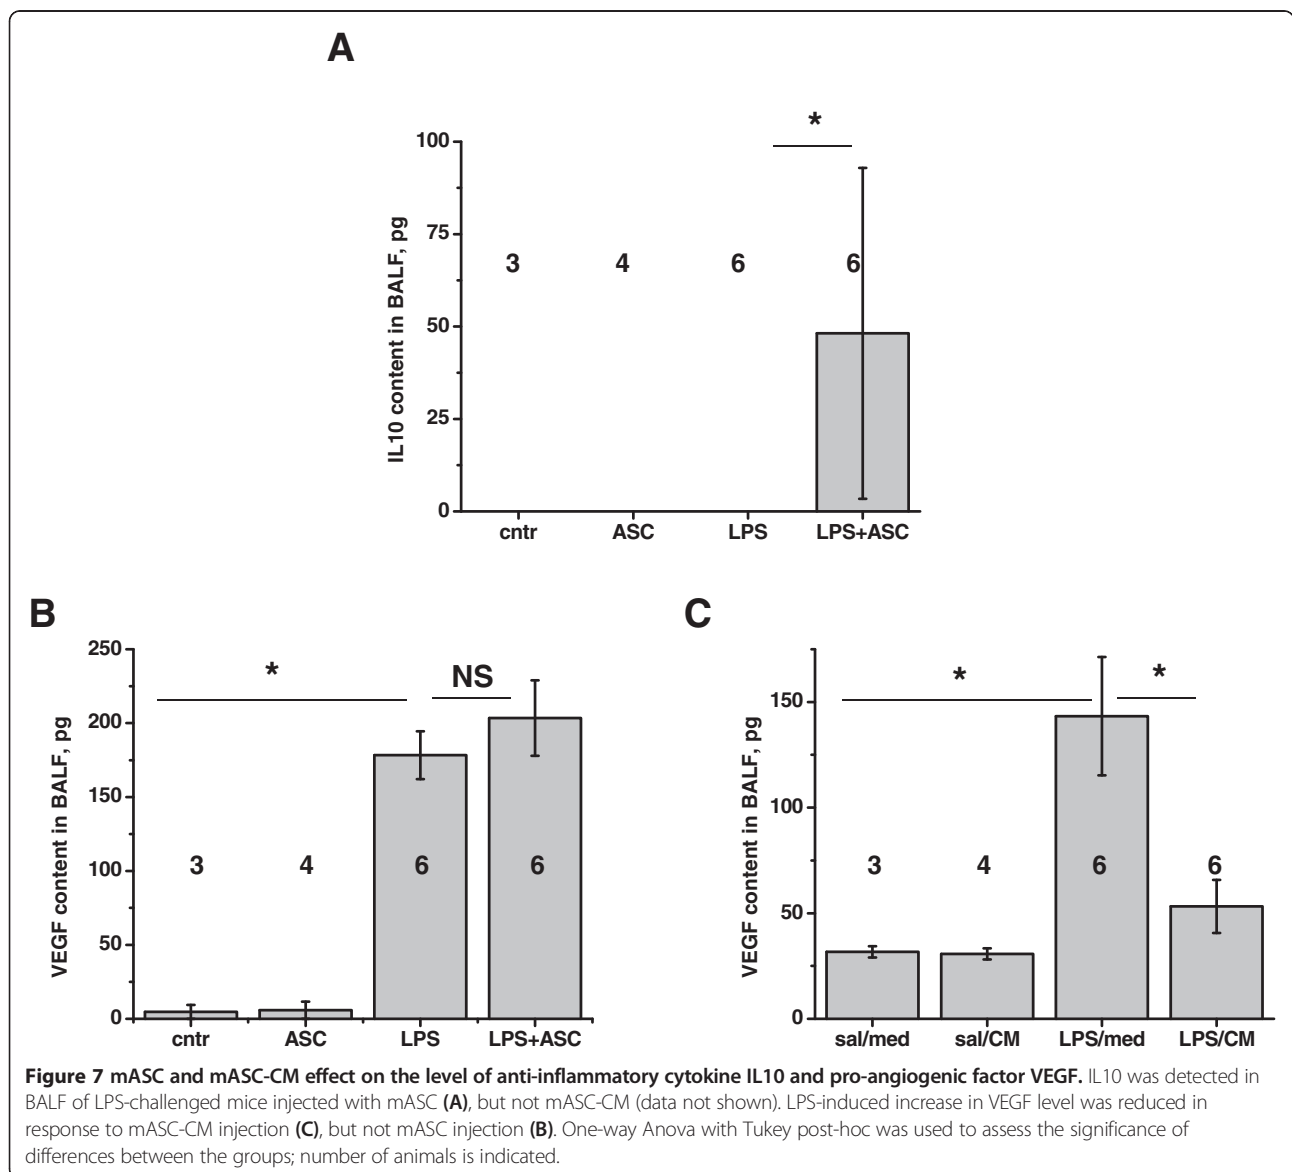 A
*
100
75
50
25
0
IL10 content in BALF, pg
3 4 6 6
cntr ASC LPS LPS+ASC
B
250
200
150
100
50
0
VEGF content in BALF, pg
* NS
3 4 6 6
cntr ASC LPS LPS+ASC
C
150
100
50
0
VEGF content in BALF, pg
* *
3 4 6 6
sal/med sal/CM LPS/med LPS/CM
Figure 7 mASC and mASC-CM effect on the level of anti-inflammatory cytokine IL10 and pro-angiogenic factor VEGF. IL10 was detected in
BALF of LPS-challenged mice injected with mASC (A), but not mASC-CM (data not shown). LPS-induced increase in VEGF level was reduced in
response to mASC-CM injection (C), but not mASC injection (B). One-way Anova with Tukey post-hoc was used to assess the significance of
differences between the groups; number of animals is indicated.